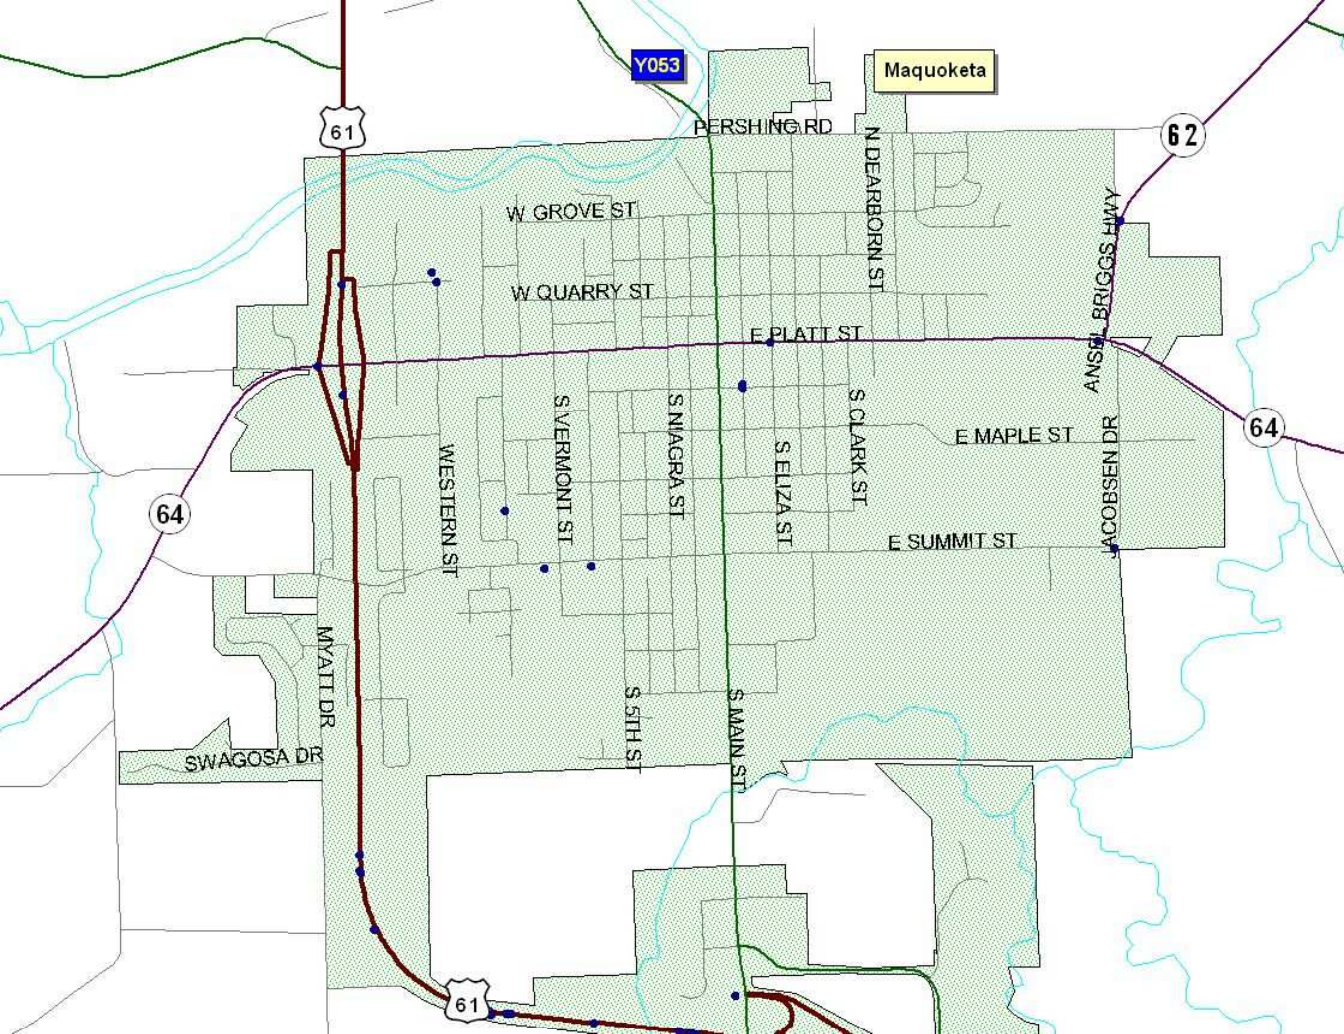 Y053
Maquoketa
61
PERSHING RD
62
N DEARBORN ST
W GROVE ST
ANSEL BRIGGS HWY
W QUARRY ST
E PLATT ST
S VERMONT ST
S NIAGRA ST
S CLARK ST
E MAPLE ST
64
WESTERN ST
S ELIZA ST
JACOBSEN DR
64
E SUMMIT ST
MYATT DR
S 5TH ST
S MAIN ST
SWAGOSA DR
61